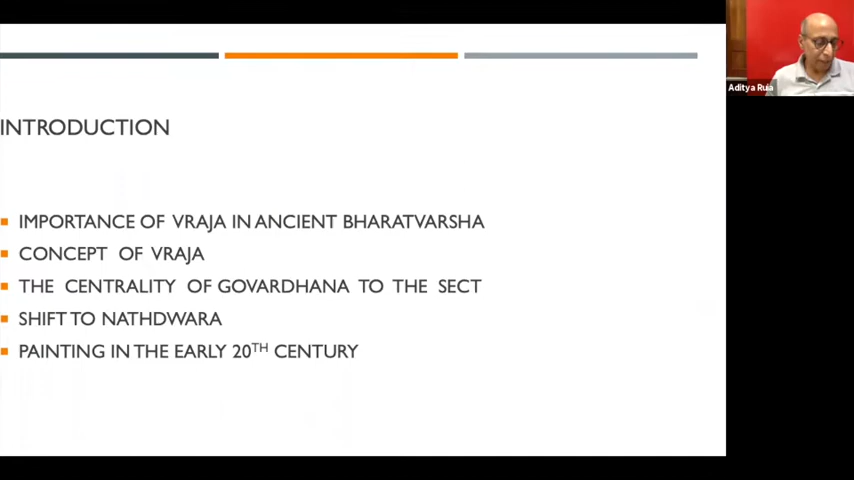 INTRODUCTION
IMPORTANCE OF VRAJA IN ANCIENT BHARATVARSHA
CONCEPT OF VRAJA
THE CENTRALITY OF GOVARDHANA TO THE SECT
SHIFT TO NATHDWARA
PAINTING IN THE EARLY 20TH CENTURY
Aditya Ruia